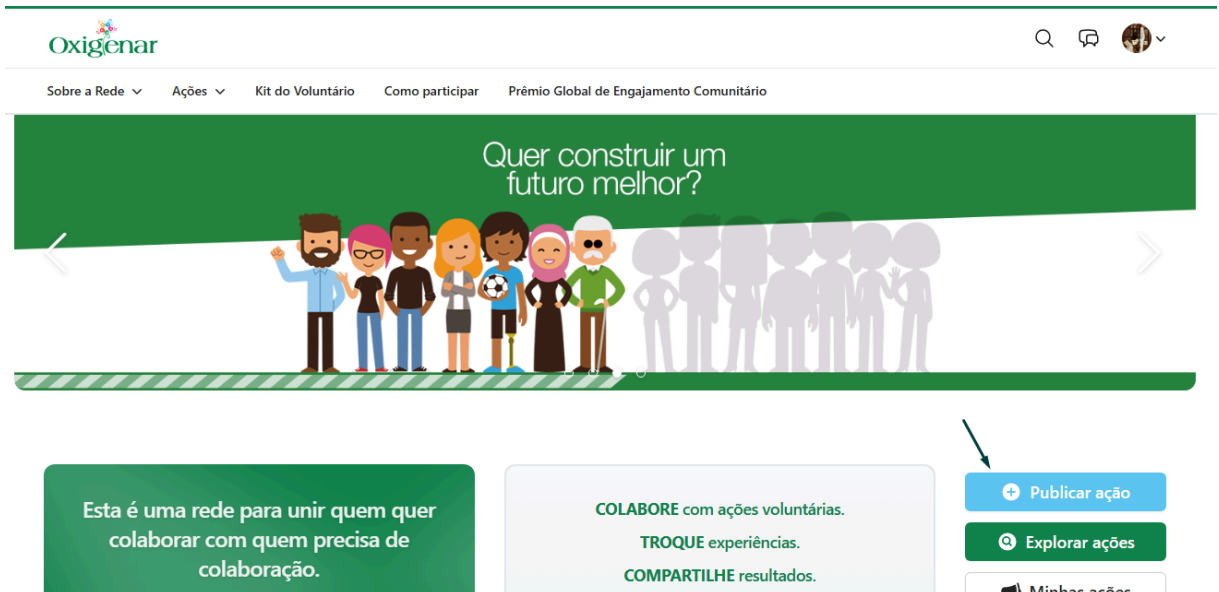 Oxigenar
Sobre a Rede
Ações
Kit do Voluntário
Como participar
Prêmio Global de Engajamento Comunitário
Quer construir um
futuro melhor?
Esta é uma rede para unir quem quer
colaborar com quem precisa de
colaboração.
COLABORE com ações voluntárias.
TROQUE experiências.
COMPARTILHE resultados.
Publicar ação
Explorar ações
Minhas ações